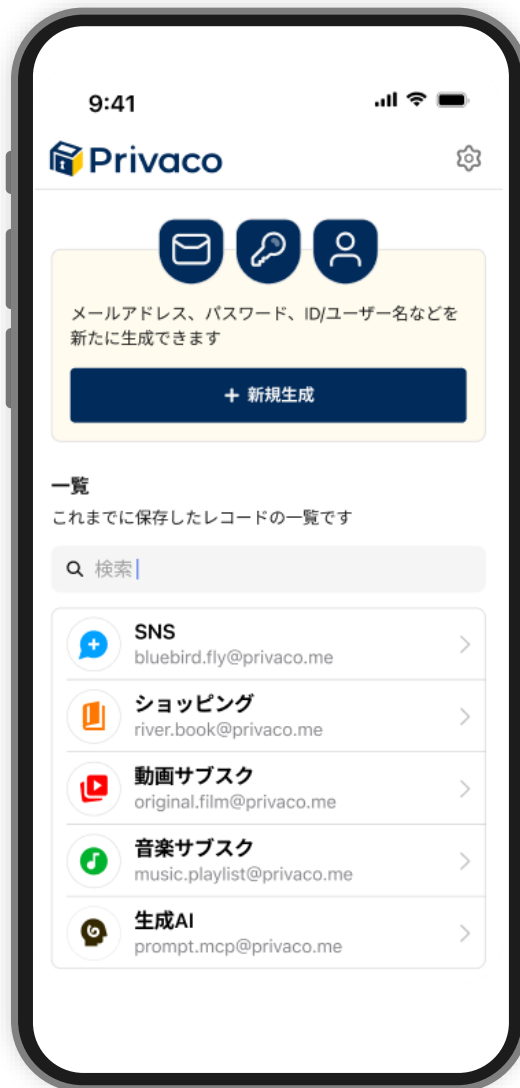 9:41
Privaco
メールアドレス、パスワード、ID/ユーザー名などを
新たに生成できます
+ 新規生成
一覧
これまでに保存したレコードの一覧です
検索
SNS
bluebird.fly@privaco.me
ショッピング
river.book@privaco.me
動画サブスク
original.film@privaco.me
音楽サブスク
music.playlist@privaco.me
生成AI
prompt.mcp@privaco.me